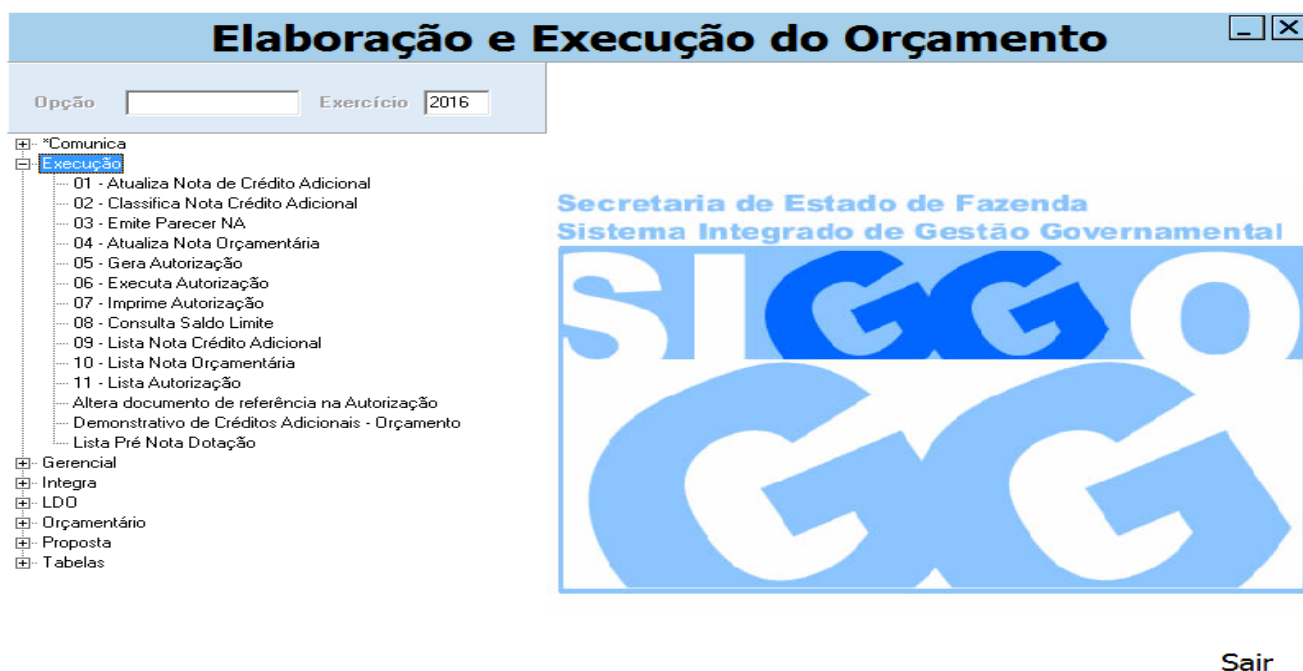 Elaboração e Execução do Orçamento
Opção Exercício 2016
*Comunica
Execução
01 - Atualiza Nota de Crédito Adicional
02 - Classifica Nota Crédito Adicional
03 - Emite Parecer NA
04 - Atualiza Nota Orçamentária
05 - Gera Autorização
06 - Executa Autorização
07 - Imprime Autorização
08 - Consulta Saldo Limite
09 - Lista Nota Crédito Adicional
10 - Lista Nota Orçamentária
11 - Lista Autorização
Altera documento de referência na Autorização
Demonstrativo de Créditos Adicionais - Orçamento
Lista Pré Nota Dotação
Gerencial
Integra
LDO
Orçamentário
Proposta
Tabelas
Secretaria de Estado de Fazenda
Sistema Integrado de Gestão Governamental
SIGGO
GG
Sair